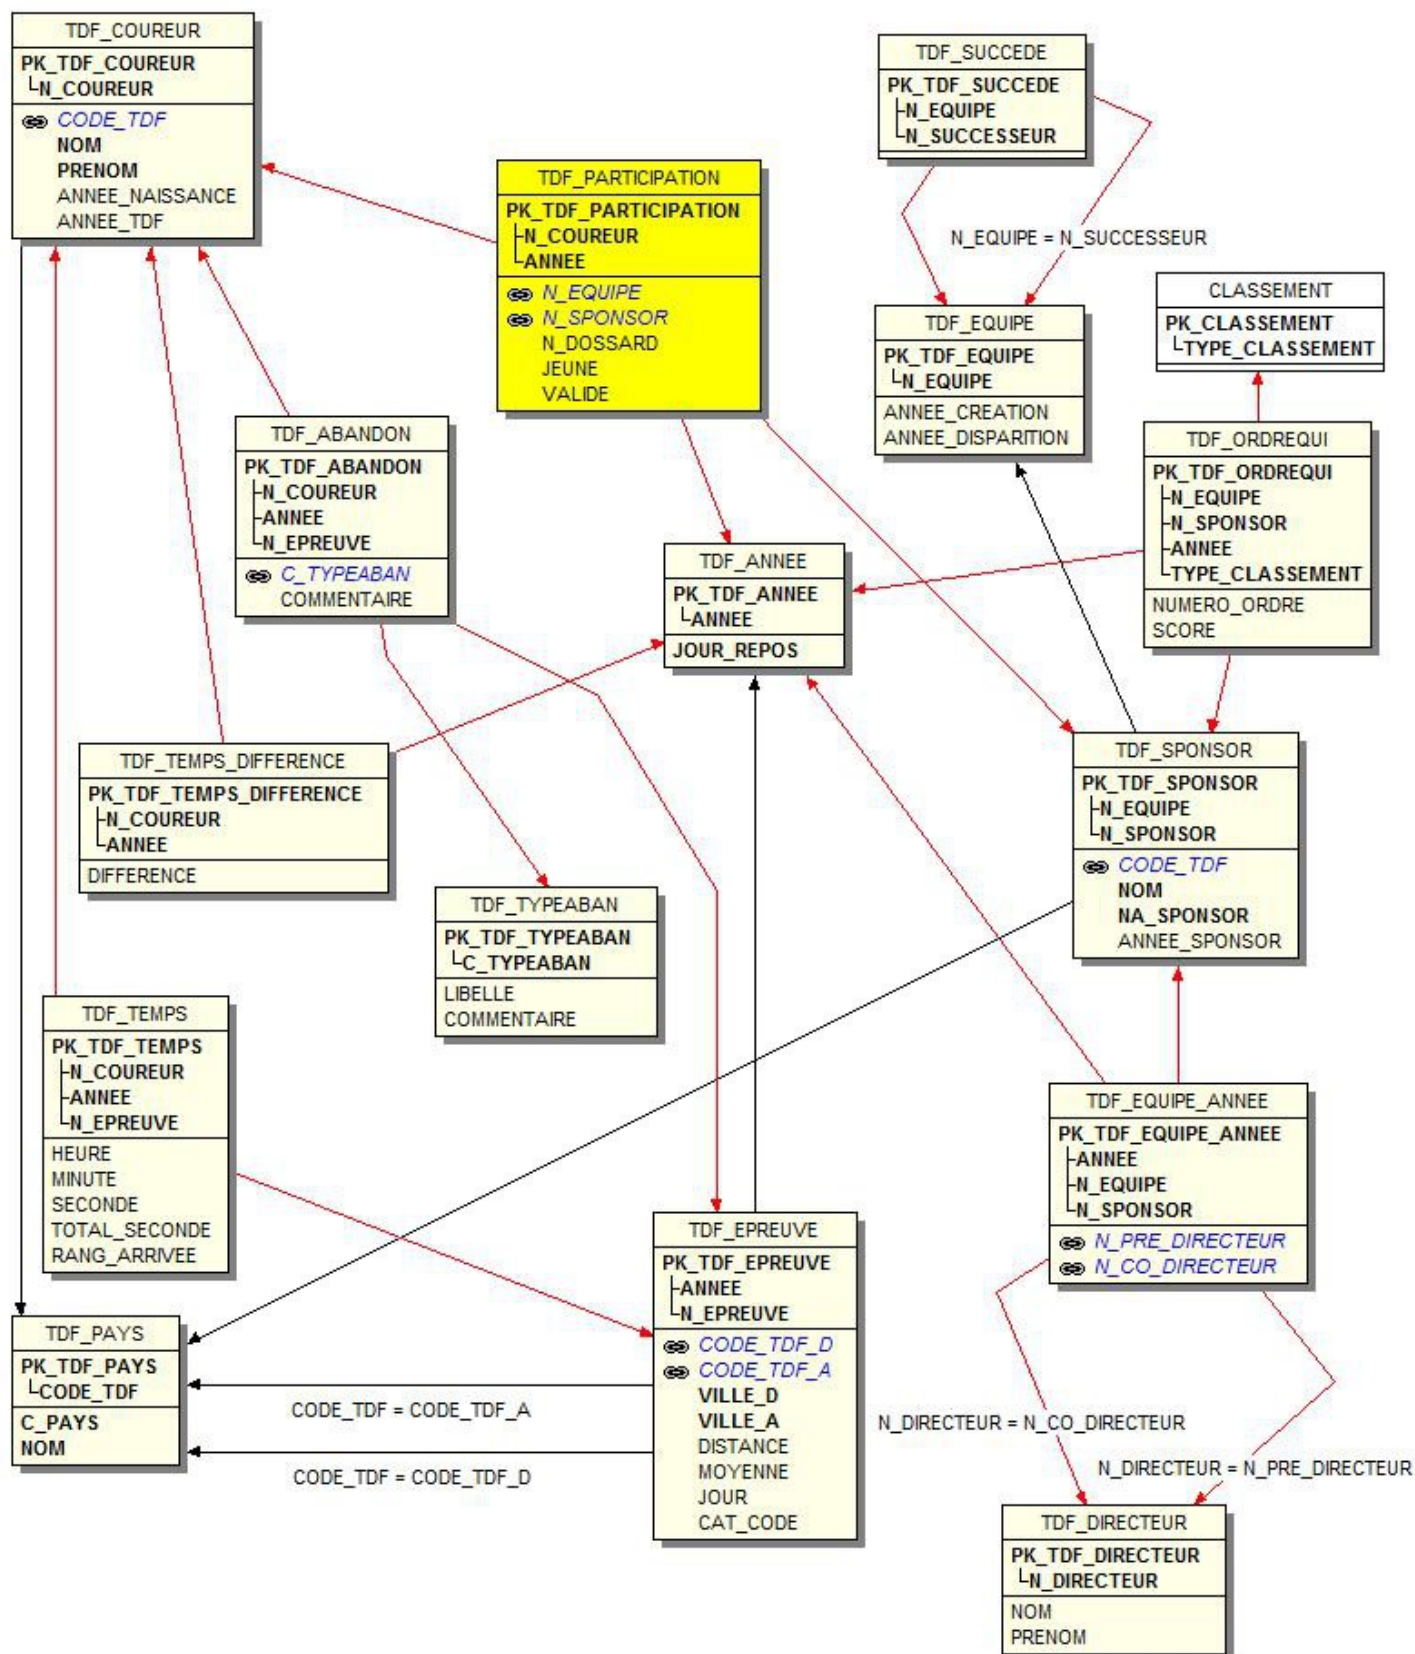 TDF_COUREUR
PK_TDF_COUREUR
N_COUREUR
CODE_TDF
NOM
PRENOM
ANNEE_NAISSANCE
ANNEE_TDF
TDF_SUCCEDE
PK_TDF_SUCCEDE
N_EQUIPE
N_SUCCESSEUR
TDF_PARTICIPATION
PK_TDF_PARTICIPATION
N_COUREUR
ANNEE
N_EQUIPE
N_SPONSOR
N_DOSSARD
JEUNE
VALIDE
N_EQUIPE = N_SUCCESSEUR
CLASSEMENT
PK_CLASSEMENT
TYPE_CLASSEMENT
TDF_EQUIPE
PK_TDF_EQUIPE
N_EQUIPE
ANNEE_CREATION
ANNEE_DISPARITION
TDF_ABANDON
PK_TDF_ABANDON
N_COUREUR
ANNEE
N_EPREUVE
C_TYPEABAN
COMMENTAIRE
TDF_ORDREQUI
PK_TDF_ORDREQUI
N_EQUIPE
N_SPONSOR
ANNEE
TYPE_CLASSEMENT
NUMERO_ORDRE
SCORE
TDF_ANNEE
PK_TDF_ANNEE
ANNEE
JOUR_REPOS
TDF_TEMPS_DIFFERENCE
PK_TDF_TEMPS_DIFFERENCE
N_COUREUR
ANNEE
DIFFERENCE
TDF_SPONSOR
PK_TDF_SPONSOR
N_EQUIPE
N_SPONSOR
CODE_TDF
NOM
NA_SPONSOR
ANNEE_SPONSOR
TDF_TYPEABAN
PK_TDF_TYPEABAN
C_TYPEABAN
LIBELLE
COMMENTAIRE
TDF_TEMPS
PK_TDF_TEMPS
N_COUREUR
ANNEE
N_EPREUVE
HEURE
MINUTE
SECONDE
TOTAL_SECONDE
RANG_ARRIVEE
TDF_EQUIPE_ANNEE
PK_TDF_EQUIPE_ANNEE
ANNEE
N_EQUIPE
N_SPONSOR
N_PRE_DIRECTEUR
N_CO_DIRECTEUR
TDF_EPREUVE
PK_TDF_EPREUVE
ANNEE
N_EPREUVE
CODE_TDF_D
CODE_TDF_A
VILLE_D
VILLE_A
DISTANCE
MOYENNE
JOUR
CAT_CODE
TDF_PAYS
PK_TDF_PAYS
CODE_TDF
C_PAYS
NOM
CODE_TDF = CODE_TDF_A
CODE_TDF = CODE_TDF_D
N_DIRECTEUR = N_CO_DIRECTEUR
N_DIRECTEUR = N_PRE_DIRECTEUR
TDF_DIRECTEUR
PK_TDF_DIRECTEUR
N_DIRECTEUR
NOM
PRENOM